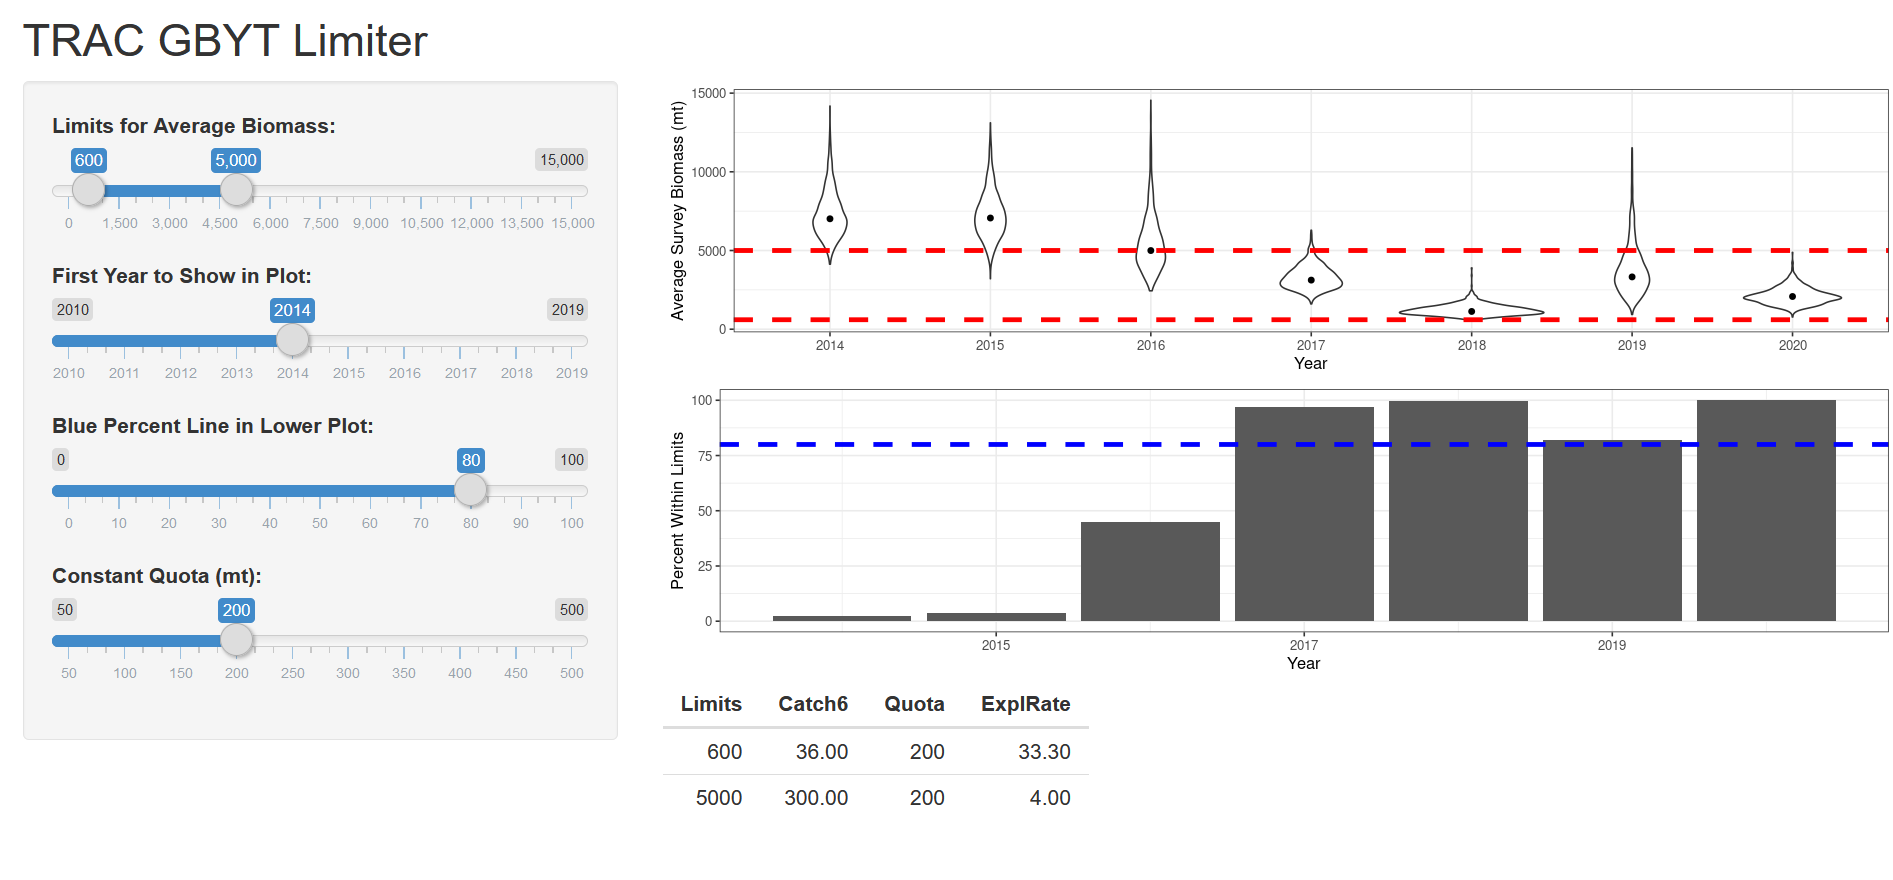 TRAC GBYT Limiter
Limits for Average Biomass:
600 5,000 15,000
0 1,500 3,000 4,500 6,000 7,500 9,000 10,500 12,000 13,500 15,000
First Year to Show in Plot:
2010 2014 2019
2010 2011 2012 2013 2014 2015 2016 2017 2018 2019
Blue Percent Line in Lower Plot:
0 80 100
0 10 20 30 40 50 60 70 80 90 100
Constant Quota (mt):
50 200 500
50 100 150 200 250 300 350 400 450 500
Average Survey Biomass (mt)
15000
10000
5000
0
2014 2015 2016 2017 2018 2019 2020
Year
Percent Within Limits
100
75
50
25
0
2015 2017 2019
Year
Limits Catch6 Quota ExplRate
600 36.00 200 33.30
5000 300.00 200 4.00